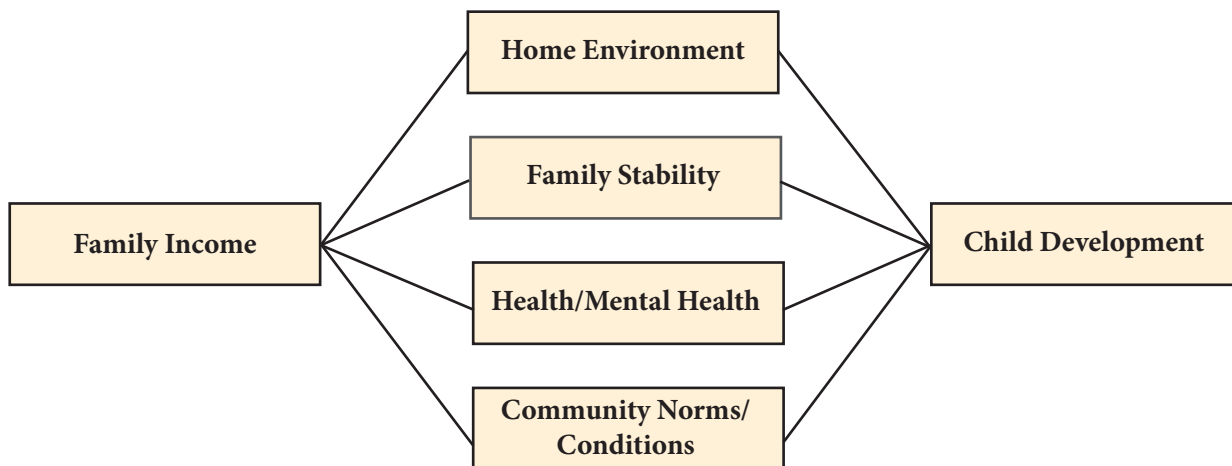 Home Environment
Family Stability
Family Income
Child Development
Health/Mental Health
Community Norms/
Conditions